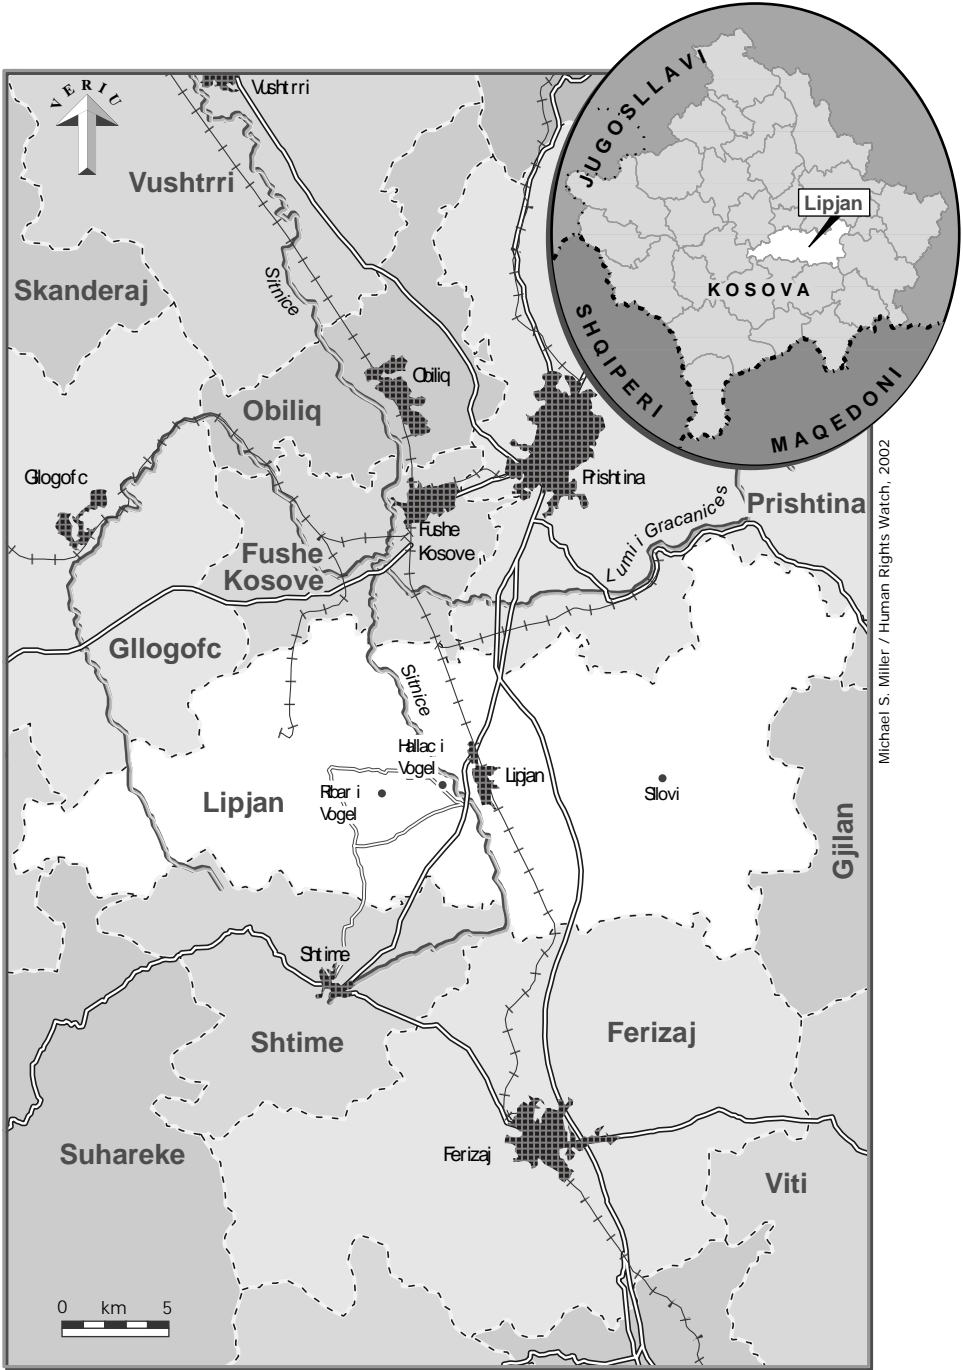 VERIU
Vushtrri
Vushtrri
JUGOSLLAVI
Lipjan
KOSOVA
SHQIPERI
MAQEDONI
Skanderaj
Sitnice
Obiliq
Obiliq
Gllogofc
Prishtina
Prishtina
Fushe
Kosove
Fushe
Kosove
Lumi i Gracanices
Gllogofc
Sitnice
Hallac i
Vogel
Lipjan
Ribar i
Vogel
Lipjan
Sllovi
Gjilan
Shtime
Shtime
Ferizaj
Suhareke
Ferizaj
Viti
0 km 5
Michael S. Miller / Human Rights Watch, 2002